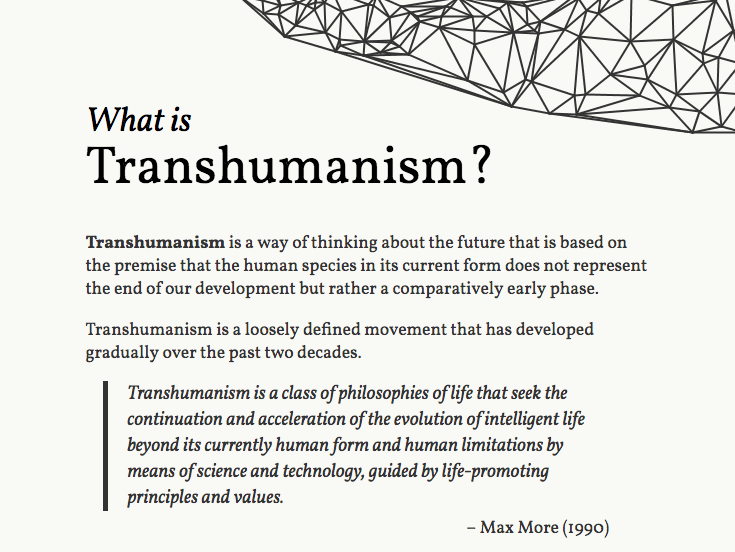 What is
Transhumanism?
Transhumanism is a way of thinking about the future that is based on
the premise that the human species in its current form does not represent
the end of our development but rather a comparatively early phase.
Transhumanism is a loosely defined movement that has developed
gradually over the past two decades.
Transhumanism is a class of philosophies of life that seek the
continuation and acceleration of the evolution of intelligent life
beyond its currently human form and human limitations by
means of science and technology, guided by life-promoting
principles and values.
– Max More (1990)